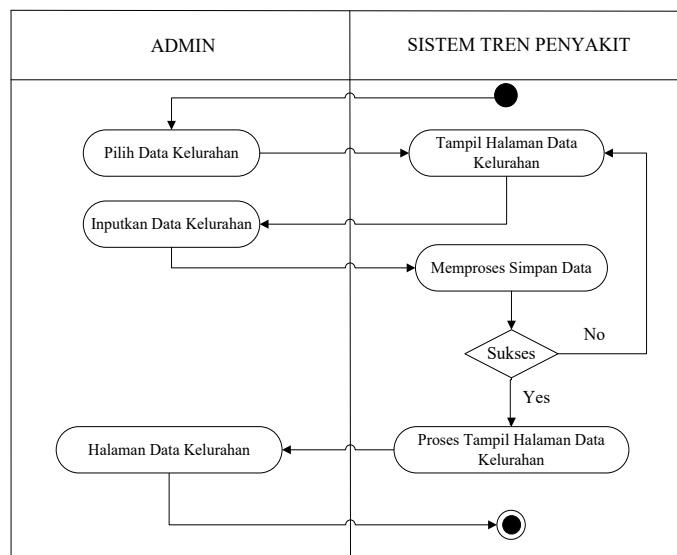 ADMIN
SISTEM TREN PENYAKIT
Pilih Data Kelurahan
Tampil Halaman Data
Kelurahan
Inputkan Data Kelurahan
Memproses Simpan Data
Sukses
No
Yes
Halaman Data Kelurahan
Proses Tampil Halaman Data
Kelurahan